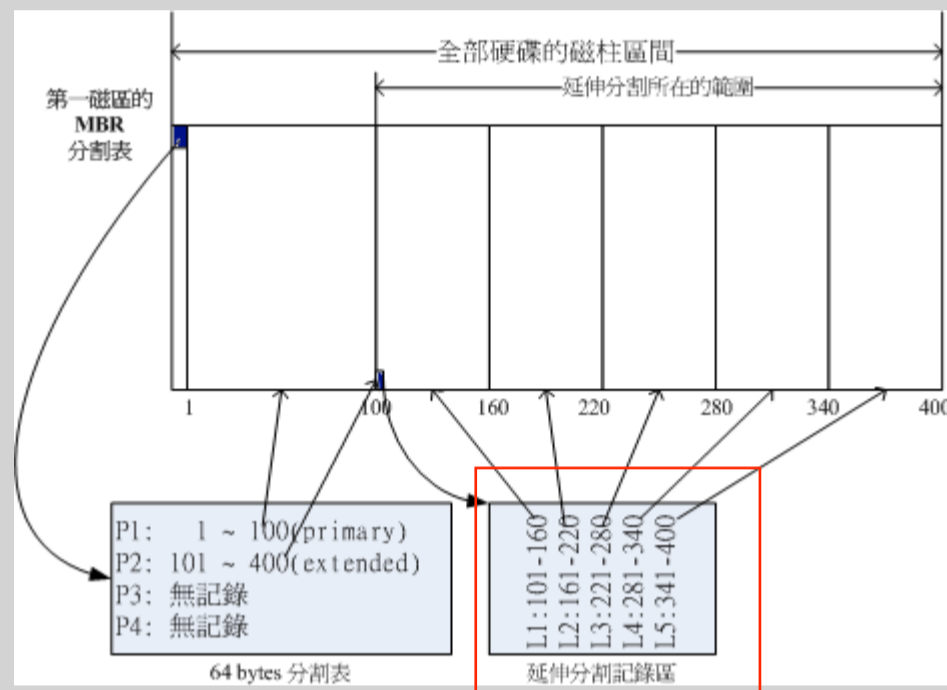 全部硬碟的磁柱區間
延伸分割所在的範圍
第一磁區的
MBR
分割表
1 100 160 220 280 340 400
P1: 1 ~ 100(primary)
P2: 101 ~ 400(extended)
P3: 無記錄
P4: 無記錄
64 bytes 分割表
L1:101-160
L2:161-220
L3:221-280
L4:281-340
L5:341-400
延伸分割記錄區